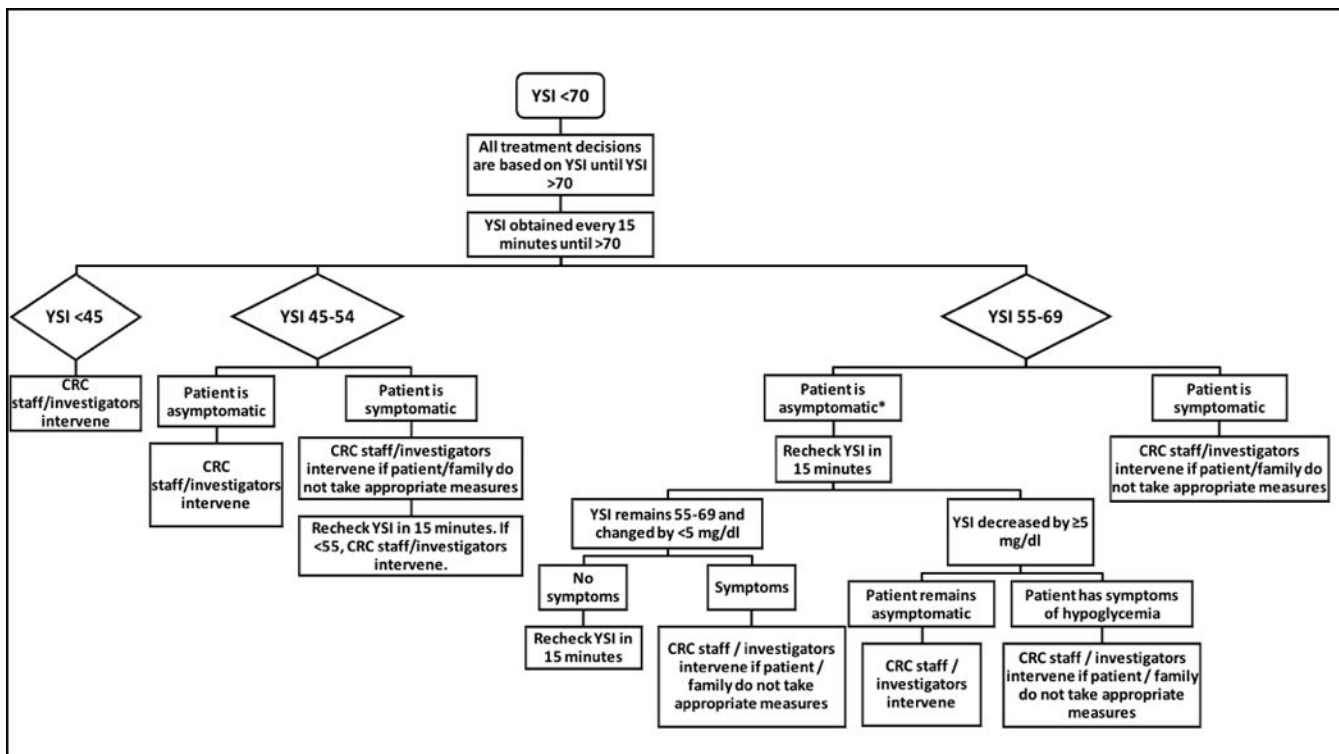 YSI <70
All treatment decisions
are based on YSI until YSI
>70
YSI obtained every 15
minutes until >70
YSI <45
YSI 45-54
YSI 55-69
CRC
staff/investigators
intervene
Patient is
asymptomatic
Patient is
symptomatic
Patient is
asymptomatic*
Patient is
symptomatic
CRC
staff/investigators
intervene
CRC staff/investigators
intervene if patient/family do
not take appropriate measures
Recheck YSI in
15 minutes
CRC staff/investigators
intervene if patient/family do
not take appropriate measures
Recheck YSI in 15 minutes. If
<55, CRC staff/investigators
intervene.
YSI remains 55-69 and
changed by <5 mg/dl
YSI decreased by ≥5
mg/dl
No
symptoms
Symptoms
Patient remains
asymptomatic
Patient has symptoms
of hypoglycemia
Recheck YSI in
15 minutes
CRC staff / investigators
intervene if patient /
family do not take
appropriate measures
CRC staff /
investigators
intervene
CRC staff / investigators
intervene if patient / family
do not take appropriate
measures